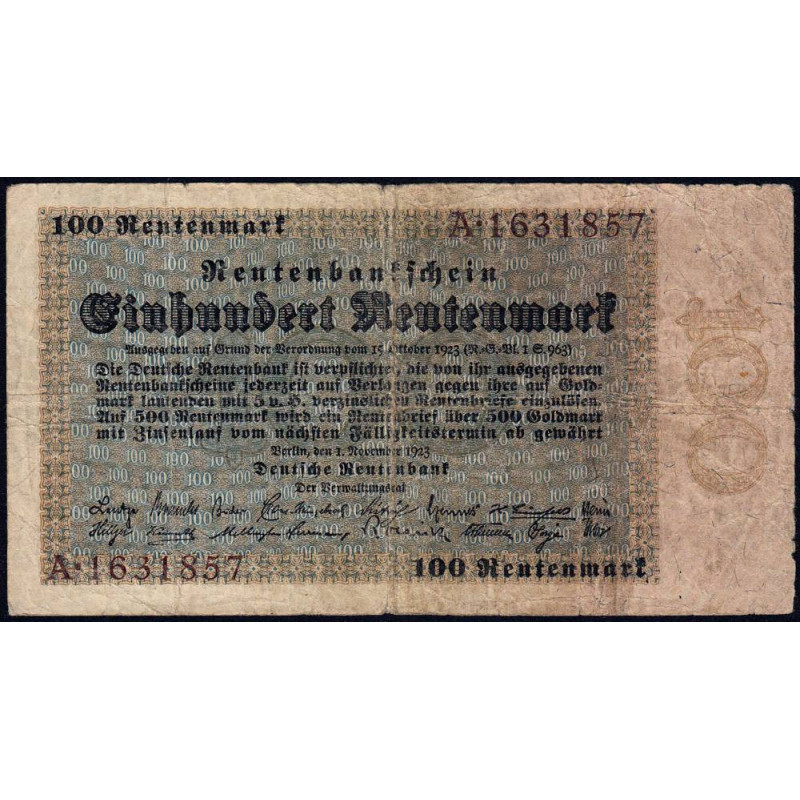 100 Rentenmark A·1631857
Rentenbankschein
Einhundert Rentenmark
Ausgegeben auf Grund der Verordnung vom 15 Oktober 1923 (R.-G.-Bl. I S. 963)
Die Deutsche Rentenbank ist verpflichtet, die von ihr ausgegebenen
Rentenbankscheine jederzeit auf Verlangen gegen ihre auf Gold-
mark lautenden mit 5 v. H. verzinslichen Rentenbriefe einzulösen.
Auf 500 Rentenmark wird ein Rentenbrief über 500 Goldmark
mit Zinsenlauf vom nächsten Fälligkeitstermin ab gewährt
Berlin, den 1. November 1923
Deutsche Rentenbank
Der Verwaltungsrat
A·1631857 100 Rentenmark
100